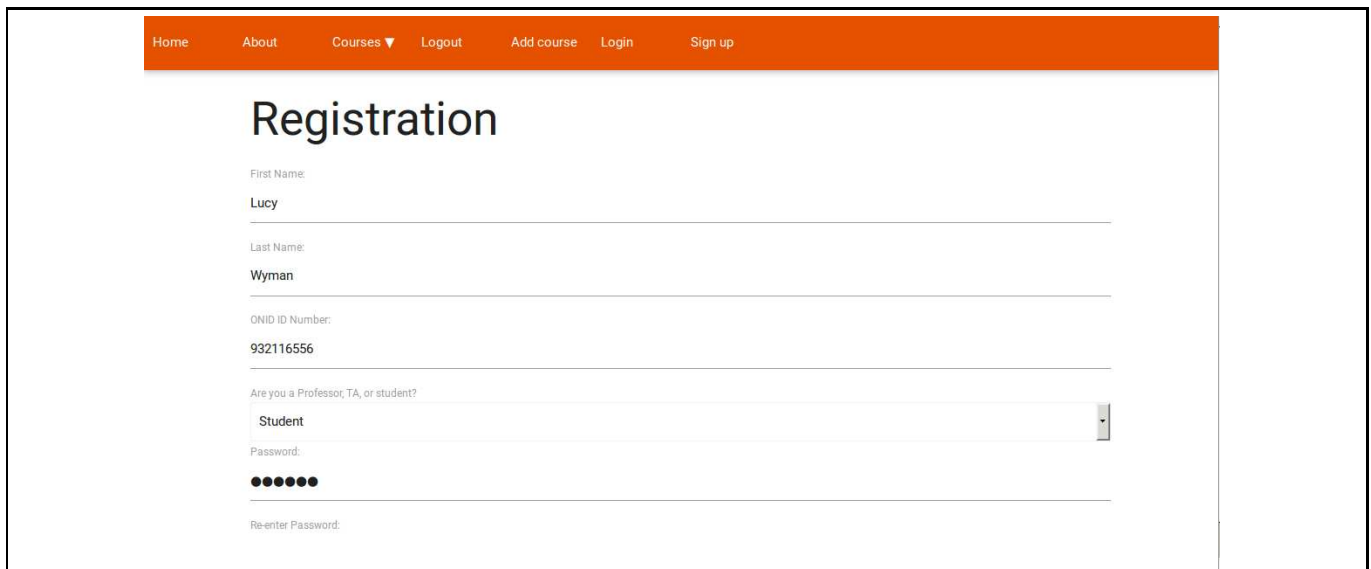 Home About Courses ▼ Logout Add course Login Sign up
Registration
First Name:
Lucy
Last Name:
Wyman
ONID ID Number:
932116556
Are you a Professor, TA, or student?
Student
Password:
●●●●●●
Re-enter Password: